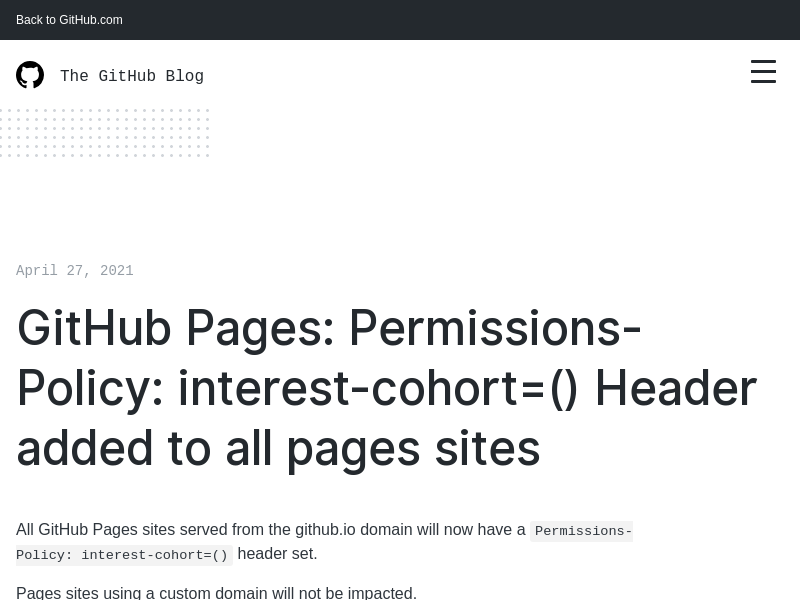 Back to GitHub.com
The GitHub Blog
April 27, 2021
GitHub Pages: Permissions-
Policy: interest-cohort=() Header
added to all pages sites
All GitHub Pages sites served from the github.io domain will now have a Permissions-
Policy: interest-cohort=() header set.
Pages sites using a custom domain will not be impacted.